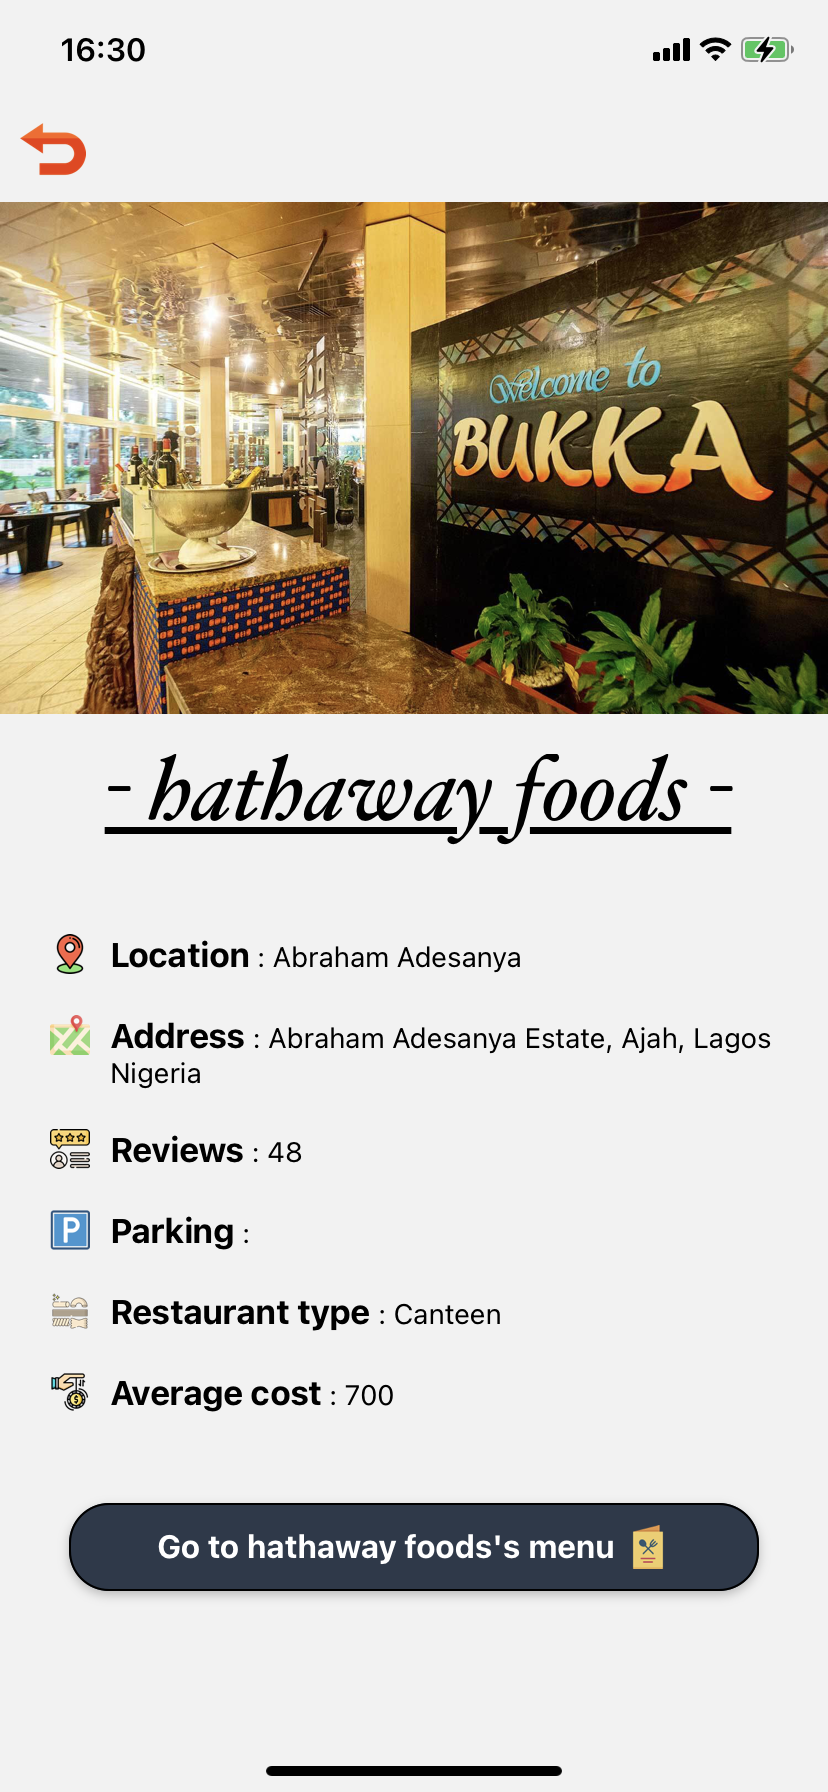 16:30
Welcome to
BUKKA
- hathaway foods -
Location : Abraham Adesanya
Address : Abraham Adesanya Estate, Ajah, Lagos
Nigeria
Reviews : 48
P
Parking :
Restaurant type : Canteen
$
Average cost : 700
Go to hathaway foods's menu